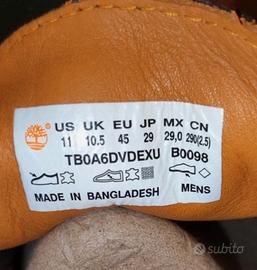 US UK EU JP MX CN
11 10.5 45 29 29,0 290(2.5)
TB0A6DVDEXU B0098
MADE IN BANGLADESH MENS
subito